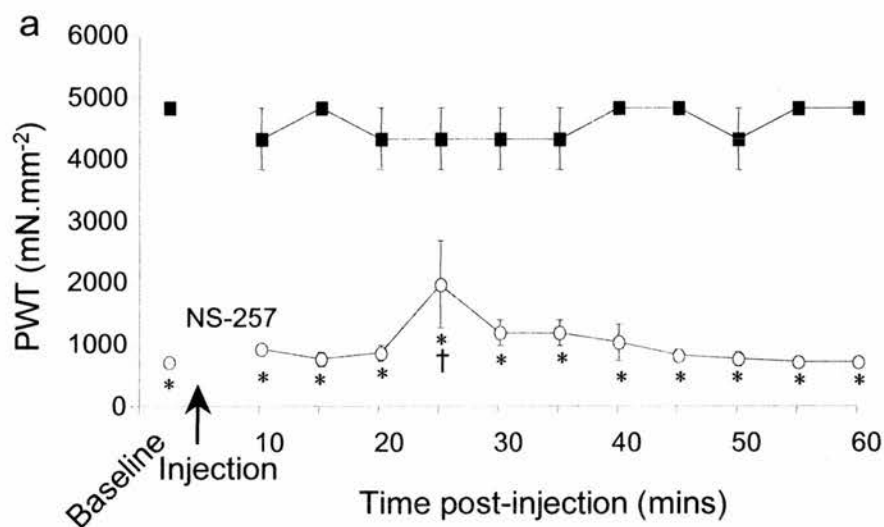 a
PWT (mN.mm-2)
6000
5000
4000
3000
2000
1000
0
NS-257
* * * * * * * * * * * *
†
Baseline
Injection
10 20 30 40 50 60
Time post-injection (mins)